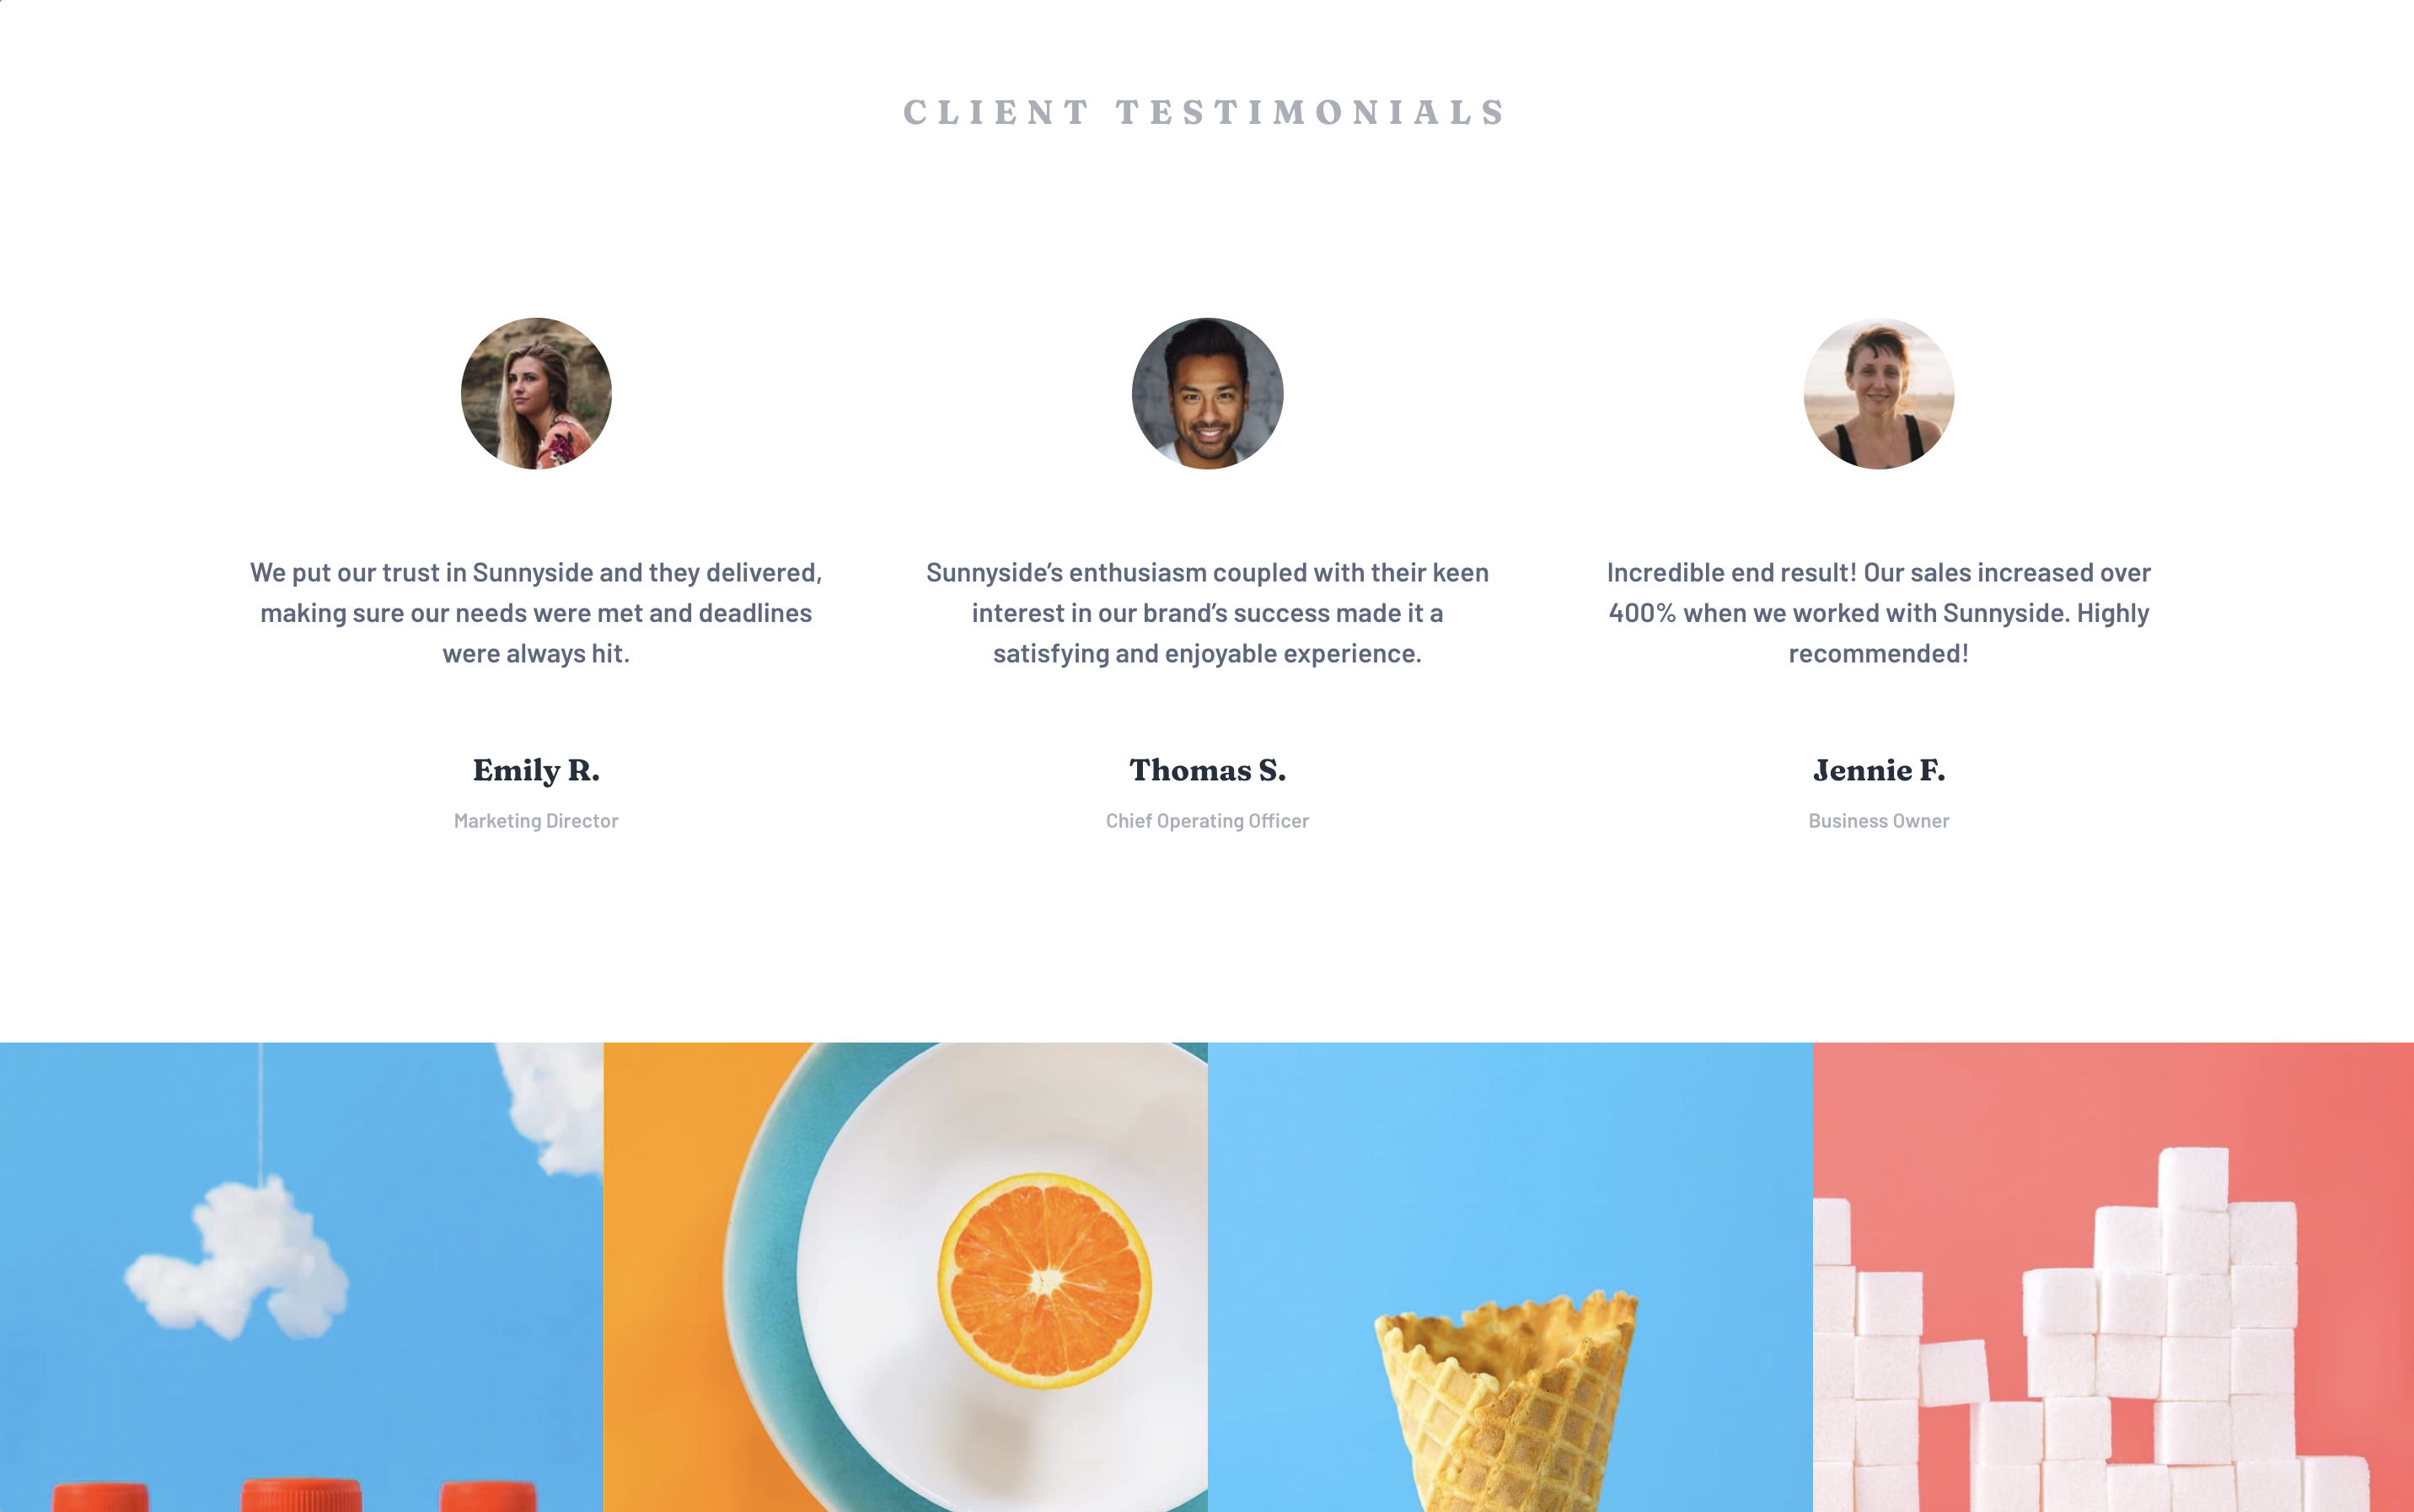 CLIENT TESTIMONIALS
We put our trust in Sunnyside and they delivered,
making sure our needs were met and deadlines
were always hit.
Emily R.
Marketing Director
Sunnyside’s enthusiasm coupled with their keen
interest in our brand’s success made it a
satisfying and enjoyable experience.
Thomas S.
Chief Operating Officer
Incredible end result! Our sales increased over
400% when we worked with Sunnyside. Highly
recommended!
Jennie F.
Business Owner